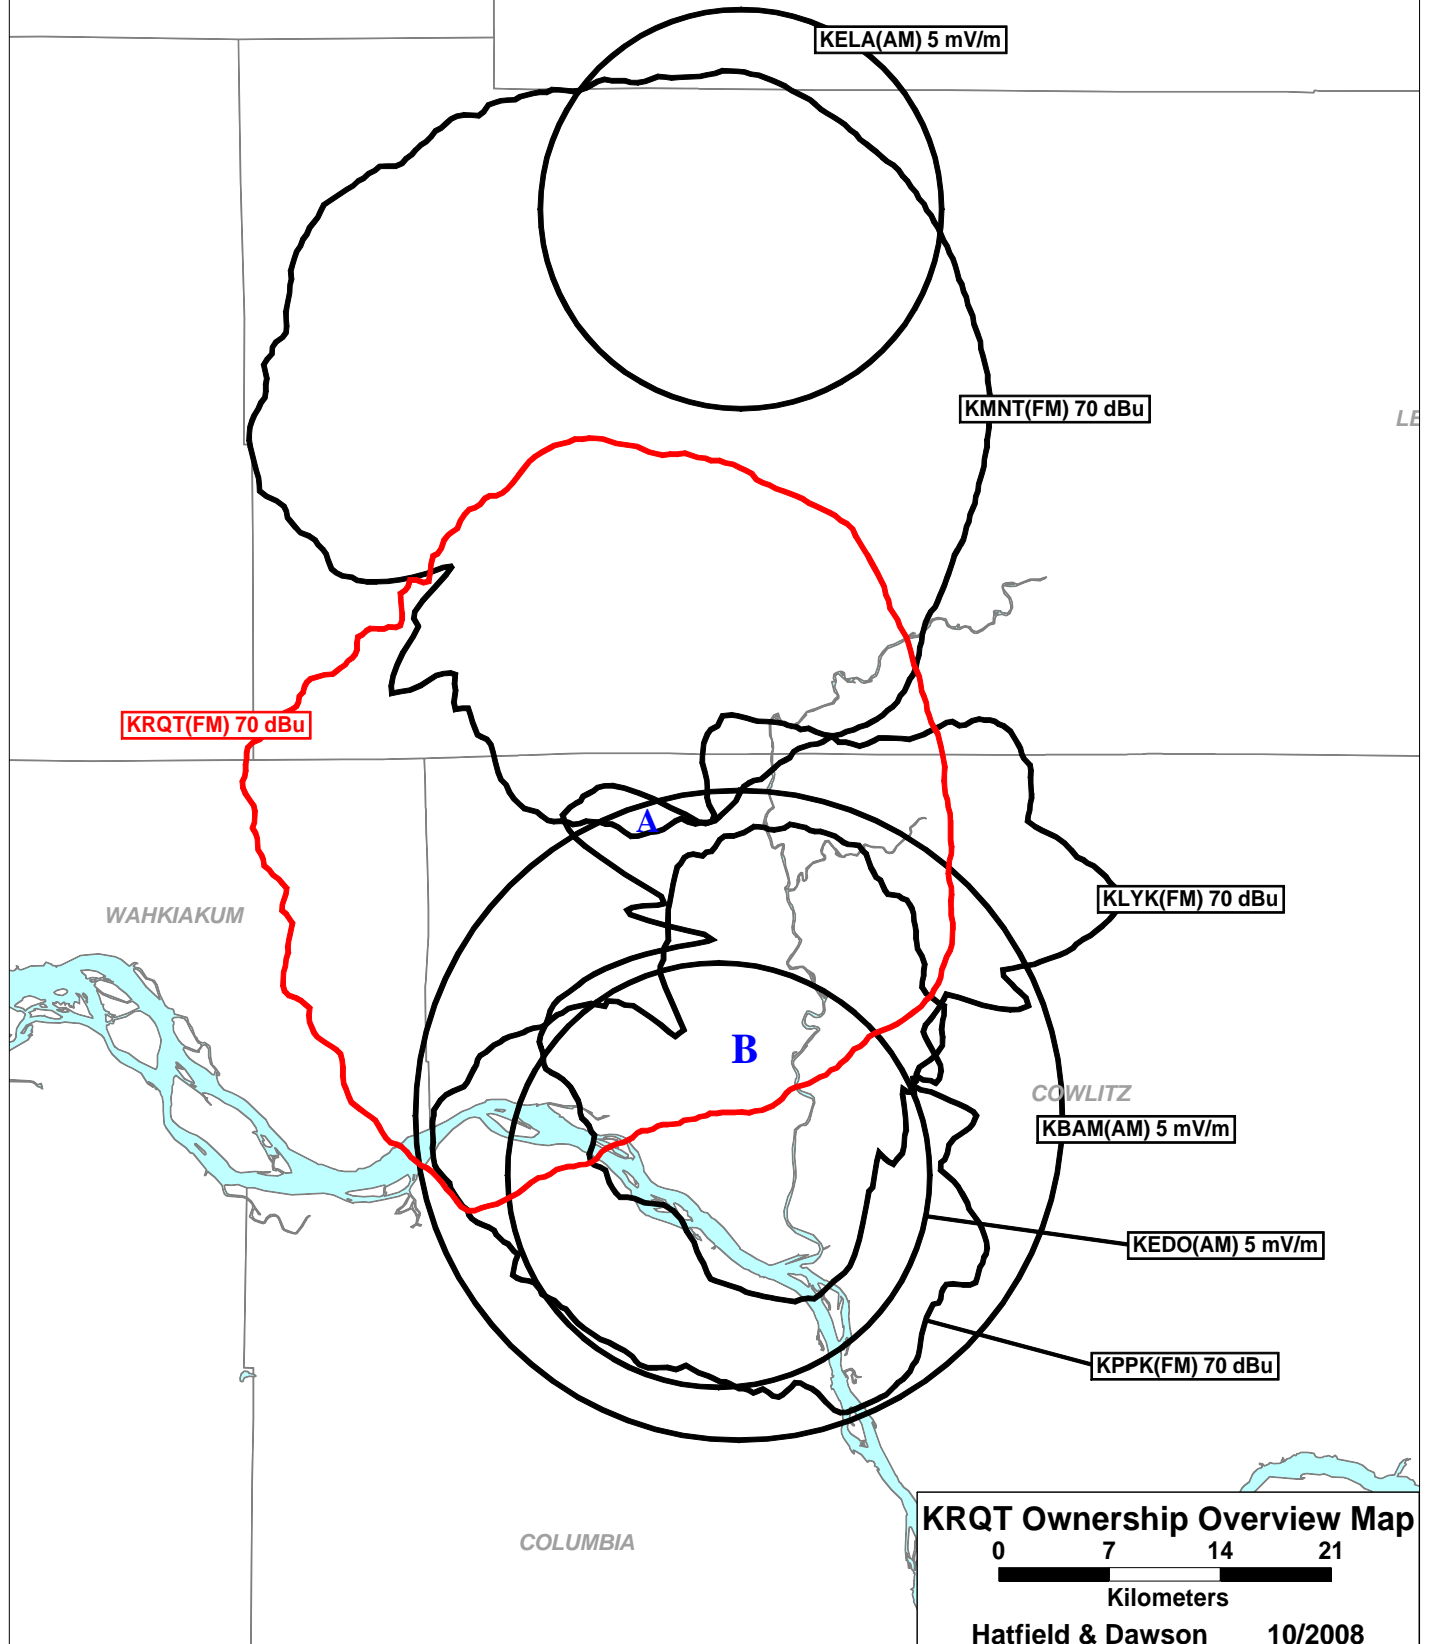 KELA(AM) 5 mV/m
KMNT(FM) 70 dBu
LE
KRQT(FM) 70 dBu
A
KLYK(FM) 70 dBu
WAHKIAKUM
B
COWLITZ
KBAM(AM) 5 mV/m
KEDO(AM) 5 mV/m
KPPK(FM) 70 dBu
COLUMBIA
KRQT Ownership Overview Map
0 7 14 21
Kilometers
Hatfield & Dawson 10/2008